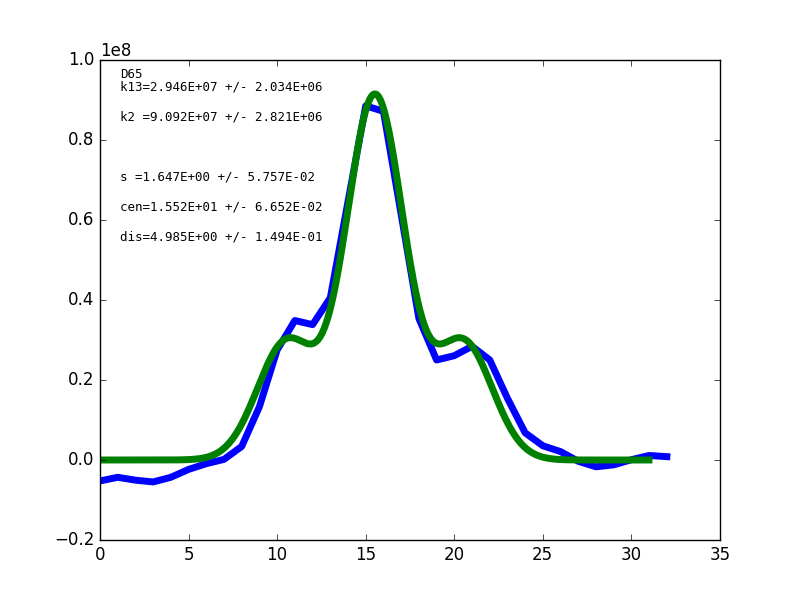 1e8
D65
k13=2.946E+07 +/- 2.034E+06
k2 =9.092E+07 +/- 2.821E+06
s =1.647E+00 +/- 5.757E-02
cen=1.552E+01 +/- 6.652E-02
dis=4.985E+00 +/- 1.494E-01
1.0
0.8
0.6
0.4
0.2
0.0
−0.2
0 5 10 15 20 25 30 35